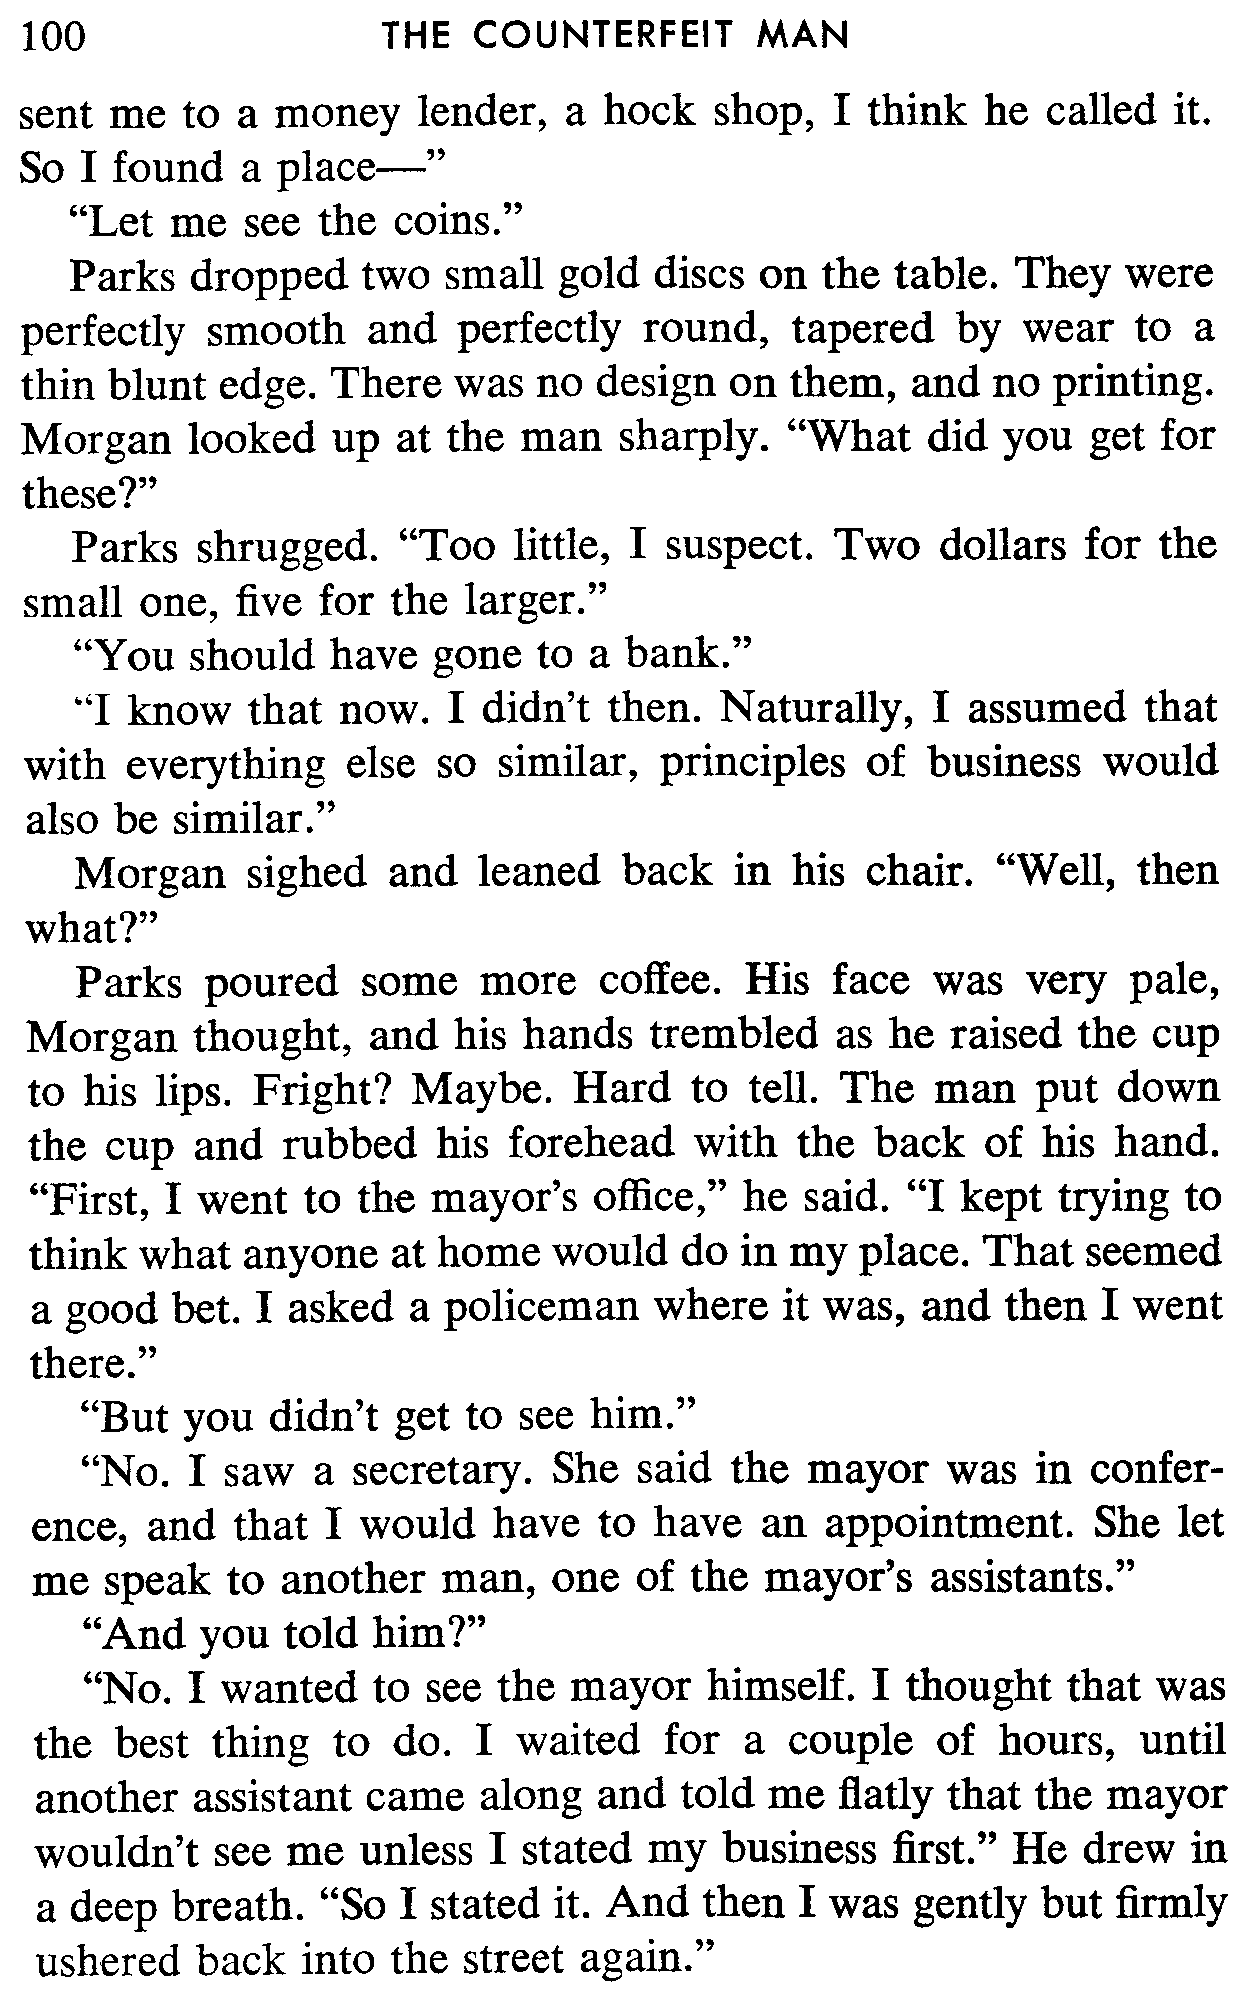 100 THE COUNTERFEIT MAN
sent me to a money lender, a hock shop, I think he called it.
So I found a place—”
“Let me see the coins.”
Parks dropped two small gold discs on the table. They were
perfectly smooth and perfectly round, tapered by wear to a
thin blunt edge. There was no design on them, and no printing.
Morgan looked up at the man sharply. “What did you get for
these?”
Parks shrugged. “Too little, I suspect. Two dollars for the
small one, five for the larger.”
“You should have gone to a bank.”
“I know that now. I didn’t then. Naturally, I assumed that
with everything else so similar, principles of business would
also be similar.”
Morgan sighed and leaned back in his chair. “Well, then
what?”
Parks poured some more coffee. His face was very pale,
Morgan thought, and his hands trembled as he raised the cup
to his lips. Fright? Maybe. Hard to tell. The man put down
the cup and rubbed his forehead with the back of his hand.
“First, I went to the mayor’s office,” he said. “I kept trying to
think what anyone at home would do in my place. That seemed
a good bet. I asked a policeman where it was, and then I went
there.”
“But you didn’t get to see him.”
“No. I saw a secretary. She said the mayor was in confer-
ence, and that I would have to have an appointment. She let
me speak to another man, one of the mayor’s assistants.”
“And you told him?”
“No. I wanted to see the mayor himself. I thought that was
the best thing to do. I waited for a couple of hours, until
another assistant came along and told me flatly that the mayor
wouldn’t see me unless I stated my business first.” He drew in
a deep breath. “So I stated it. And then I was gently but firmly
ushered back into the street again.”